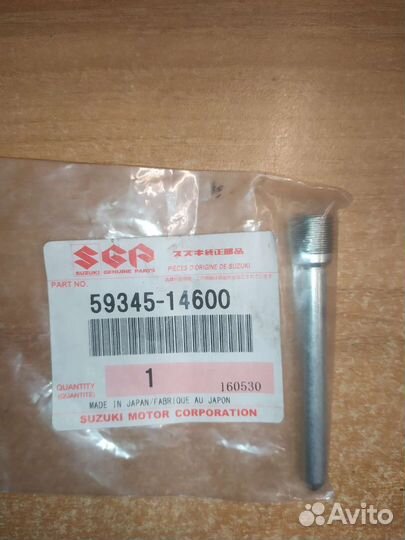 SGP
SUZUKI GENUINE PARTS
スズキ純正部品
PIÈCES D'ORIGINE DE SUZUKI
PART NO.
59345-14600
QUANTITY
(QUANTITÉ)
1
160530
MADE IN JAPAN/FABRIQUE AU JAPON
SUZUKI MOTOR CORPORATION
Avito